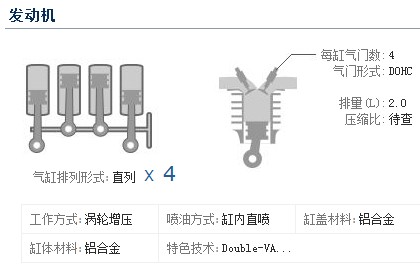 发动机
每缸气门数: 4
气门形式: DOHC
排量(L): 2.0
压缩比: 待查
气缸排列形式: 直列 x 4
工作方式: 涡轮增压 喷油方式: 缸内直喷 缸盖材料: 铝合金
缸体材料: 铝合金 特色技术: Double-VA...